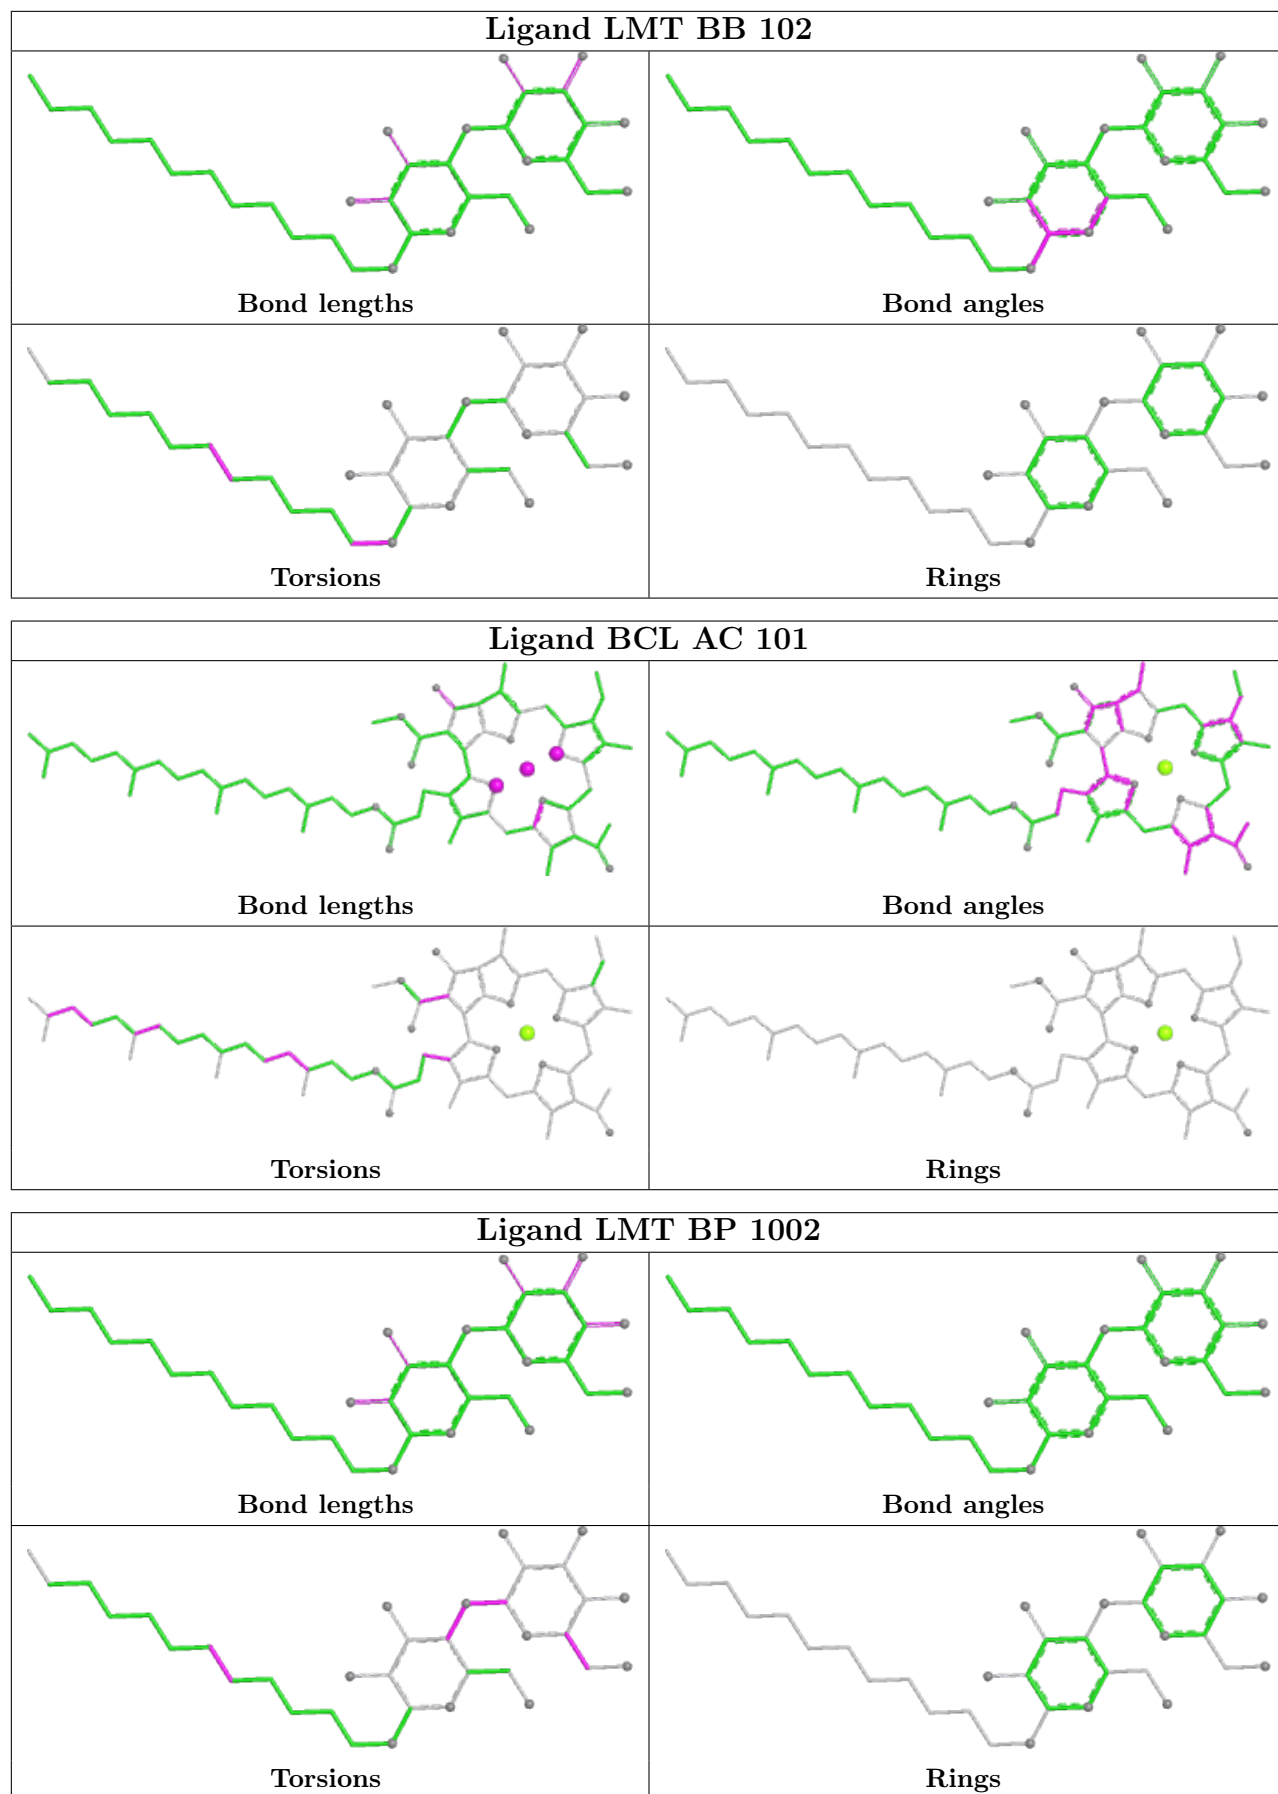 Ligand LMT BB 102
Bond lengths
Bond angles
Torsions
Rings
Ligand BCL AC 101
Bond lengths
Bond angles
Torsions
Rings
Ligand LMT BP 1002
Bond lengths
Bond angles
Torsions
Rings